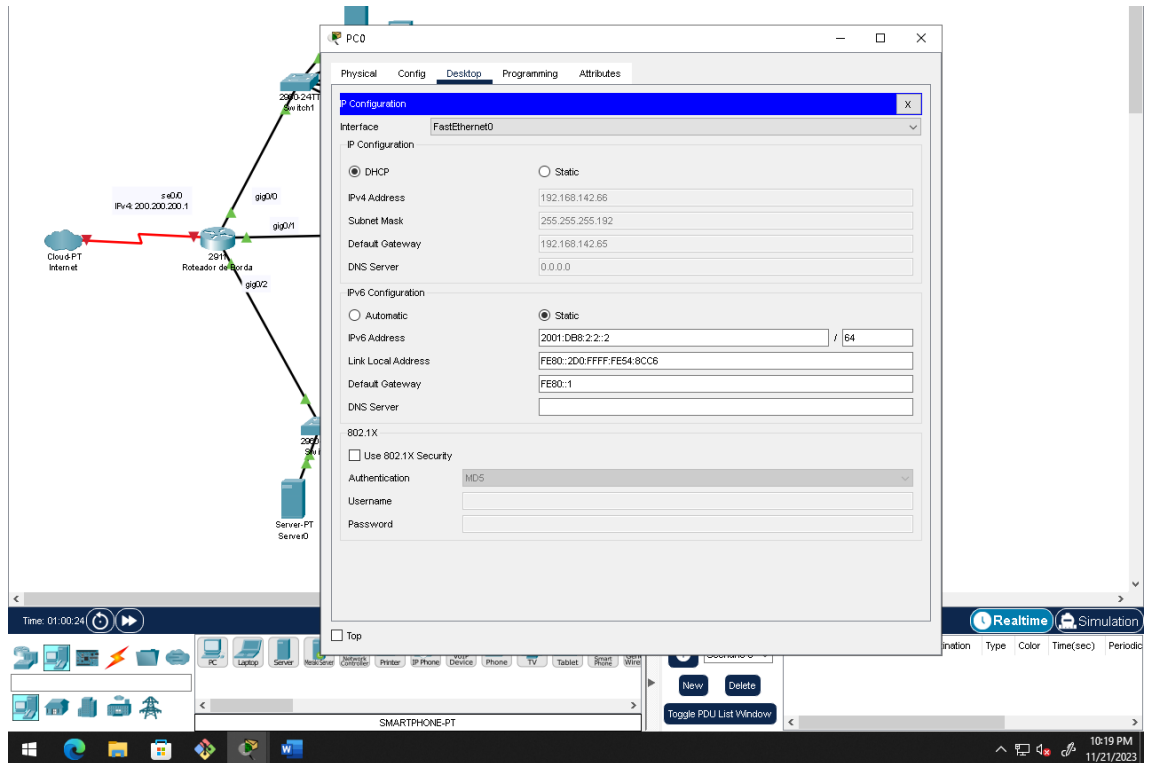 PC0
Physical Config Desktop Programming Attributes
IP Configuration X
Interface FastEthernet0
IP Configuration
DHCP Static
IPv4 Address 192.168.142.66
Subnet Mask 255.255.255.192
Default Gateway 192.168.142.65
DNS Server 0.0.0.0
IPv6 Configuration
Automatic Static
IPv6 Address 2001:DB8:2:2::2 / 64
Link Local Address FE80::2D0:FFFF:FE54:8CC6
Default Gateway FE80::1
DNS Server
802.1X
Use 802.1X Security
Authentication MD5
Username
Password
Top
2960-24TT
Switch1
se0/0
IPv4: 200.200.200.1
gig0/0
gig0/1
Cloud-PT
Internet
2911
Roteador de Borda
gig0/2
Server-PT
Server0
Time: 01:00:24
Realtime Simulation
PC Laptop Server Printer IP Phone VoIP Device Phone TV Tablet Smart Phone
SMARTPHONE-PT
New Delete
Toggle PDU List Window
Type Color Time(sec) Periodic
10:19 PM
11/21/2023